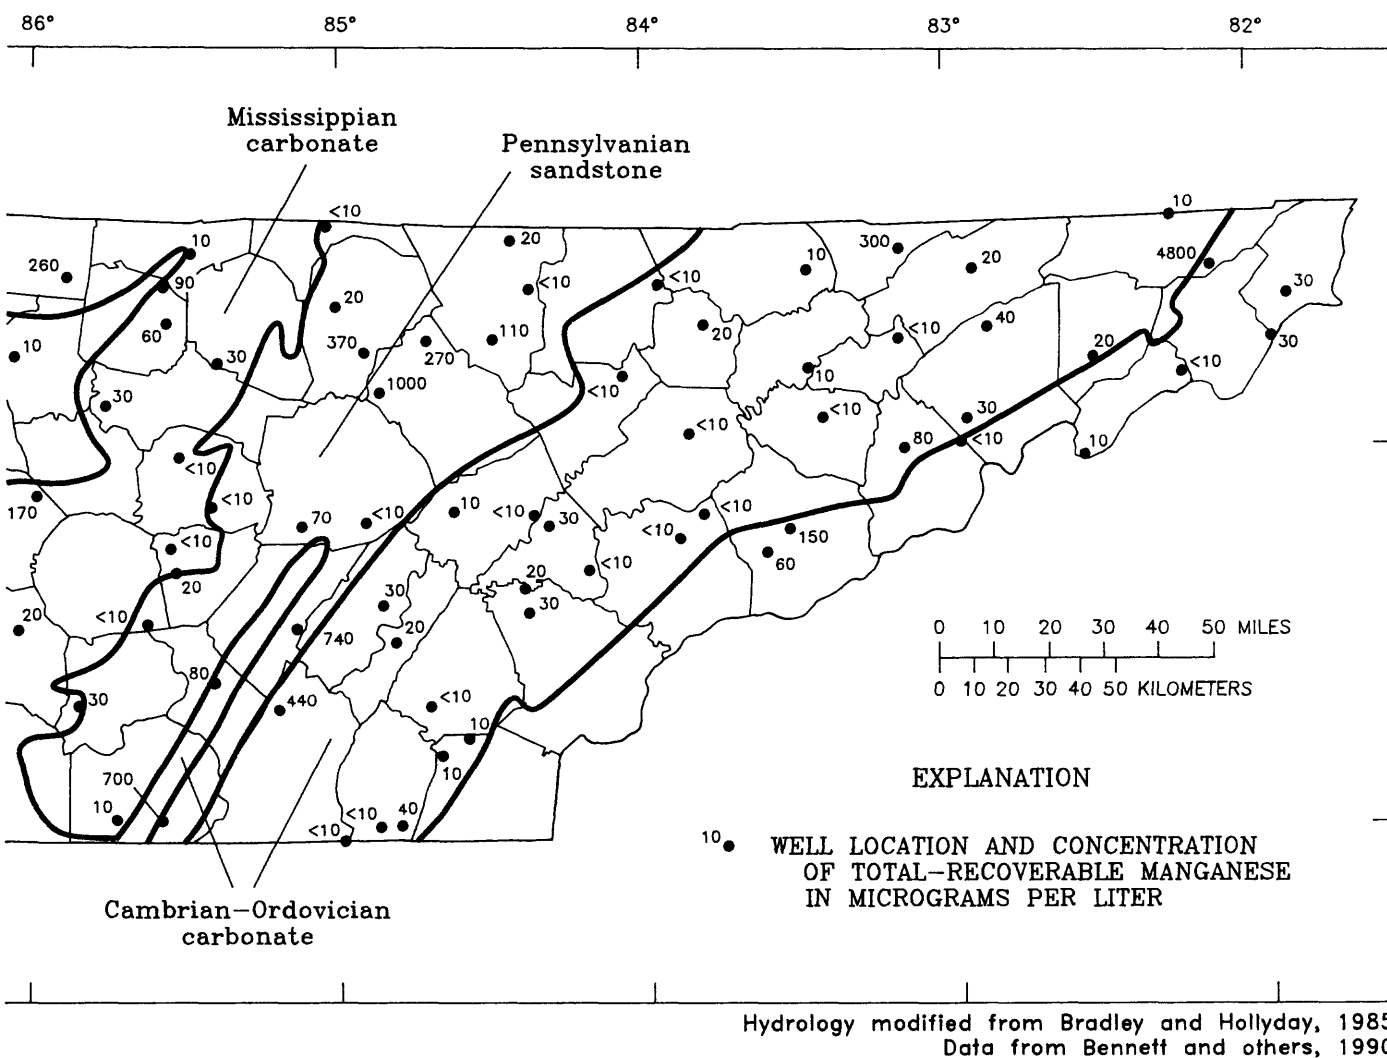 86° 85° 84° 83° 82°
Mississippian
carbonate
Pennsylvanian
sandstone
<10 10
10 20 300
260 90 <10 <10 10 20 4800 30
20
60 370 270 110 20 <10 40 20 30
10 30 10 <10
1000 <10
30 <10 30
<10 80 <10 10
<10
170 <10 70 <10 10 <10 30 <10 <10 150
<10 60
20 <10 20
30 30
20 <10 740 20
0 10 20 30 40 50 MILES
80
30 440 <10
0 10 20 30 40 50 KILOMETERS
10
10
700
EXPLANATION
10 <10 40
<10
10 WELL LOCATION AND CONCENTRATION
OF TOTAL-RECOVERABLE MANGANESE
IN MICROGRAMS PER LITER
Cambrian-Ordovician
carbonate
Hydrology modified from Bradley and Hollyday, 1985
Data from Bennett and others, 1990